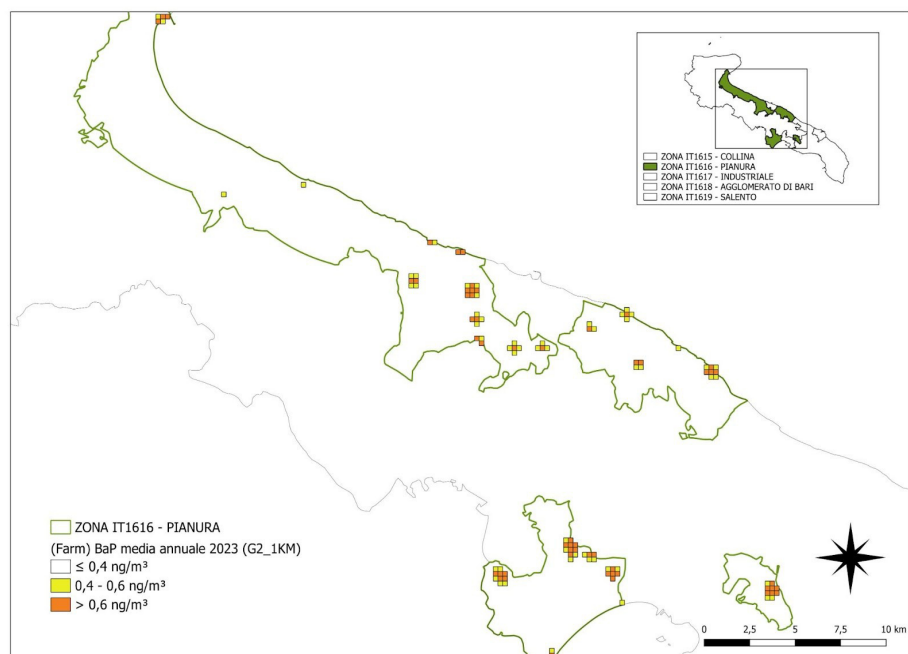 ZONA IT1615 - COLLINA
ZONA IT1616 - PIANURA
ZONA IT1617 - INDUSTRIALE
ZONA IT1618 - AGGLOMERATO DI BARI
ZONA IT1619 - SALENTO
ZONA IT1616 - PIANURA
(Farm) BaP media annuale 2023 (G2_1KM)
≤ 0,4 ng/m³
0,4 - 0,6 ng/m³
> 0,6 ng/m³
0 2,5 5 7,5 10 km